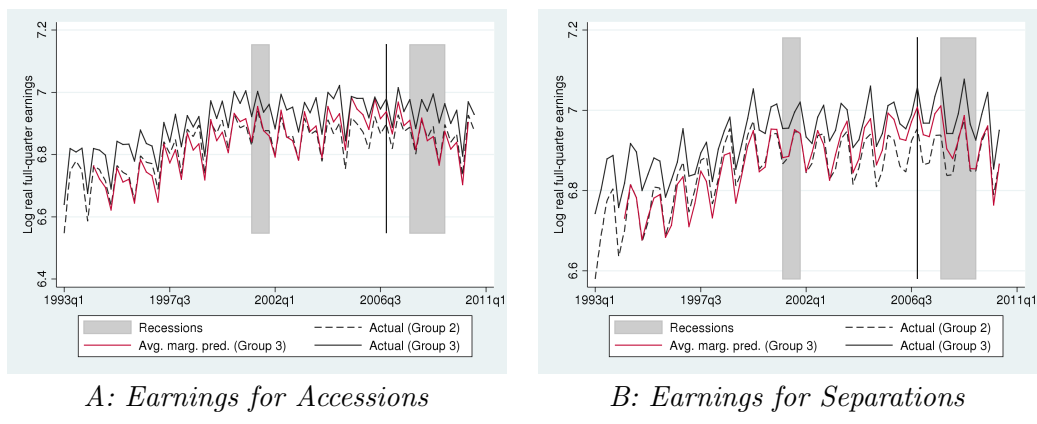 7.2
7
6.8
6.6
6.4
Log real full-quarter earnings
1993q1 1997q3 2002q1 2006q3 2011q1
Recessions Actual (Group 2)
Avg. marg. pred. (Group 3) Actual (Group 3)
A: Earnings for Accessions
7.2
7
6.8
6.6
Log real full-quarter earnings
1993q1 1997q3 2002q1 2006q3 2011q1
Recessions Actual (Group 2)
Avg. marg. pred. (Group 3) Actual (Group 3)
B: Earnings for Separations